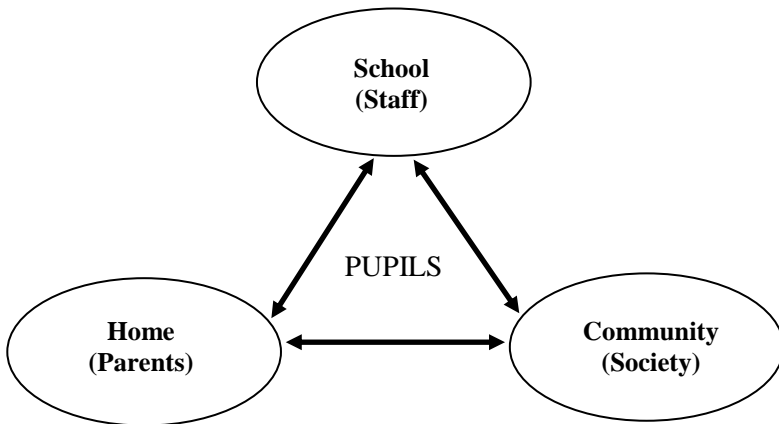 School
(Staff)
PUPILS
Home
(Parents)
Community
(Society)